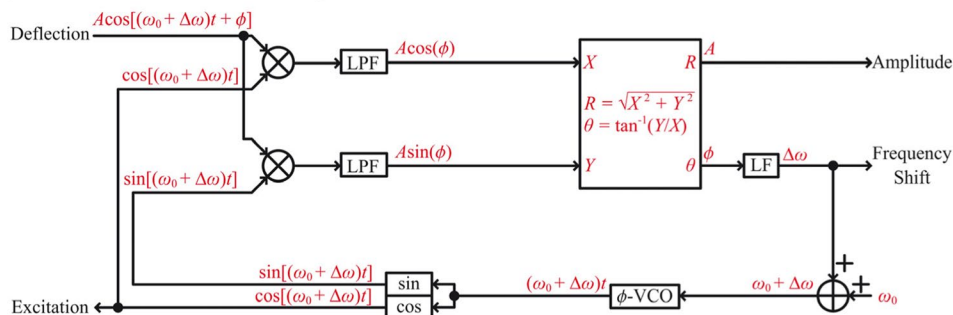 Acos[(ω₀ + Δω)t + ϕ]
Deflection
LPF
Acos(ϕ)
cos[(ω₀ + Δω)t]
X
R
A
Amplitude
R = √X² + Y²
θ = tan⁻¹(Y/X)
sin[(ω₀ + Δω)t]
LPF
Asin(ϕ)
Y
θ
ϕ
LF
Δω
Frequency
Shift
sin[(ω₀ + Δω)t]
sin
cos[(ω₀ + Δω)t]
cos
Excitation
(ω₀ + Δω)t
ϕ-VCO
ω₀ + Δω
+
+
ω₀